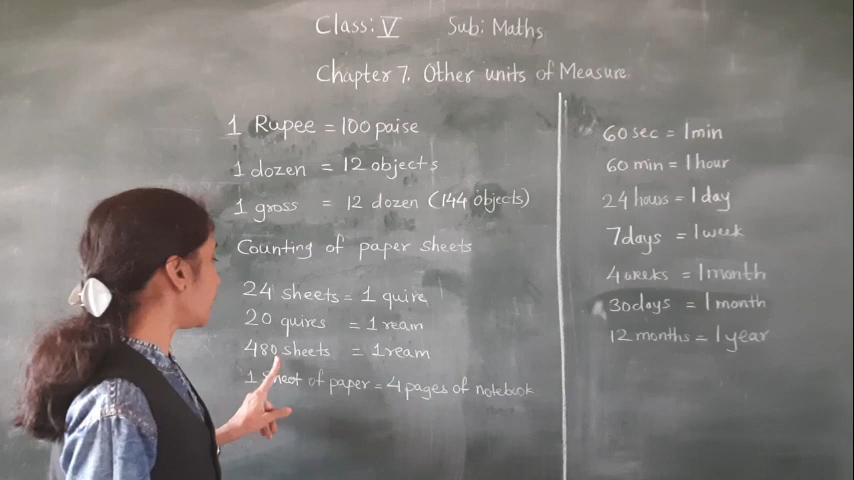 Class: V Sub: Maths
Chapter 7. Other units of Measure
1 Rupee = 100 paise
1 dozen = 12 objects
1 gross = 12 dozen (144 objects)
Counting of paper sheets
24 sheets = 1 quire
20 quires = 1 ream
480 sheets = 1 ream
1 sheet of paper = 4 pages of notebook
60 sec = 1 min
60 min = 1 hour
24 hours = 1 day
7 days = 1 week
4 weeks = 1 month
30 days = 1 month
12 months = 1 year